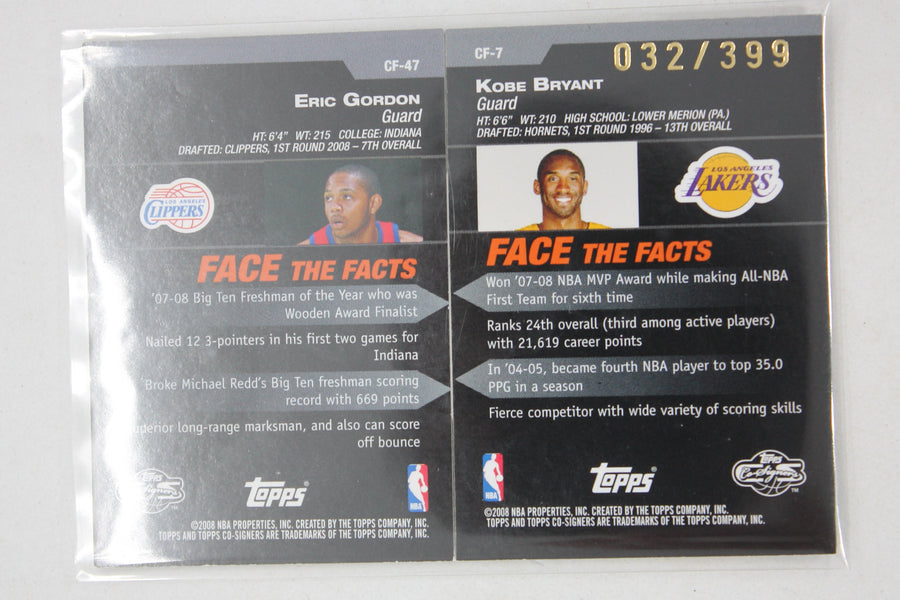 CF-47
ERIC GORDON
Guard
HT: 6'4" WT: 215 COLLEGE: INDIANA
DRAFTED: CLIPPERS, 1ST ROUND 2008 – 7TH OVERALL
LOS ANGELES
CLIPPERS
FACE THE FACTS
'07-08 Big Ten Freshman of the Year who was
Wooden Award Finalist
Nailed 12 3-pointers in his first two games for
Indiana
Broke Michael Redd's Big Ten freshman scoring
record with 669 points
Superior long-range marksman, and also can score
off bounce
Co-Signers
Topps
NBA
©2008 NBA PROPERTIES, INC. CREATED BY THE TOPPS COMPANY, INC.
TOPPS AND TOPPS CO-SIGNERS ARE TRADEMARKS OF THE TOPPS COMPANY, INC.
CF-7
032/399
KOBE BRYANT
Guard
HT: 6'6" WT: 210 HIGH SCHOOL: LOWER MERION (PA.)
DRAFTED: HORNETS, 1ST ROUND 1996 – 13TH OVERALL
LOS ANGELES
LAKERS
FACE THE FACTS
Won '07-08 NBA MVP Award while making All-NBA
First Team for sixth time
Ranks 24th overall (third among active players)
with 21,619 career points
In '04-05, became fourth NBA player to top 35.0
PPG in a season
Fierce competitor with wide variety of scoring skills
NBA
Topps
Topps
Co-Signers
TM
©2008 NBA PROPERTIES, INC. CREATED BY THE TOPPS COMPANY, INC.
TOPPS AND TOPPS CO-SIGNERS ARE TRADEMARKS OF THE TOPPS COMPANY, INC.